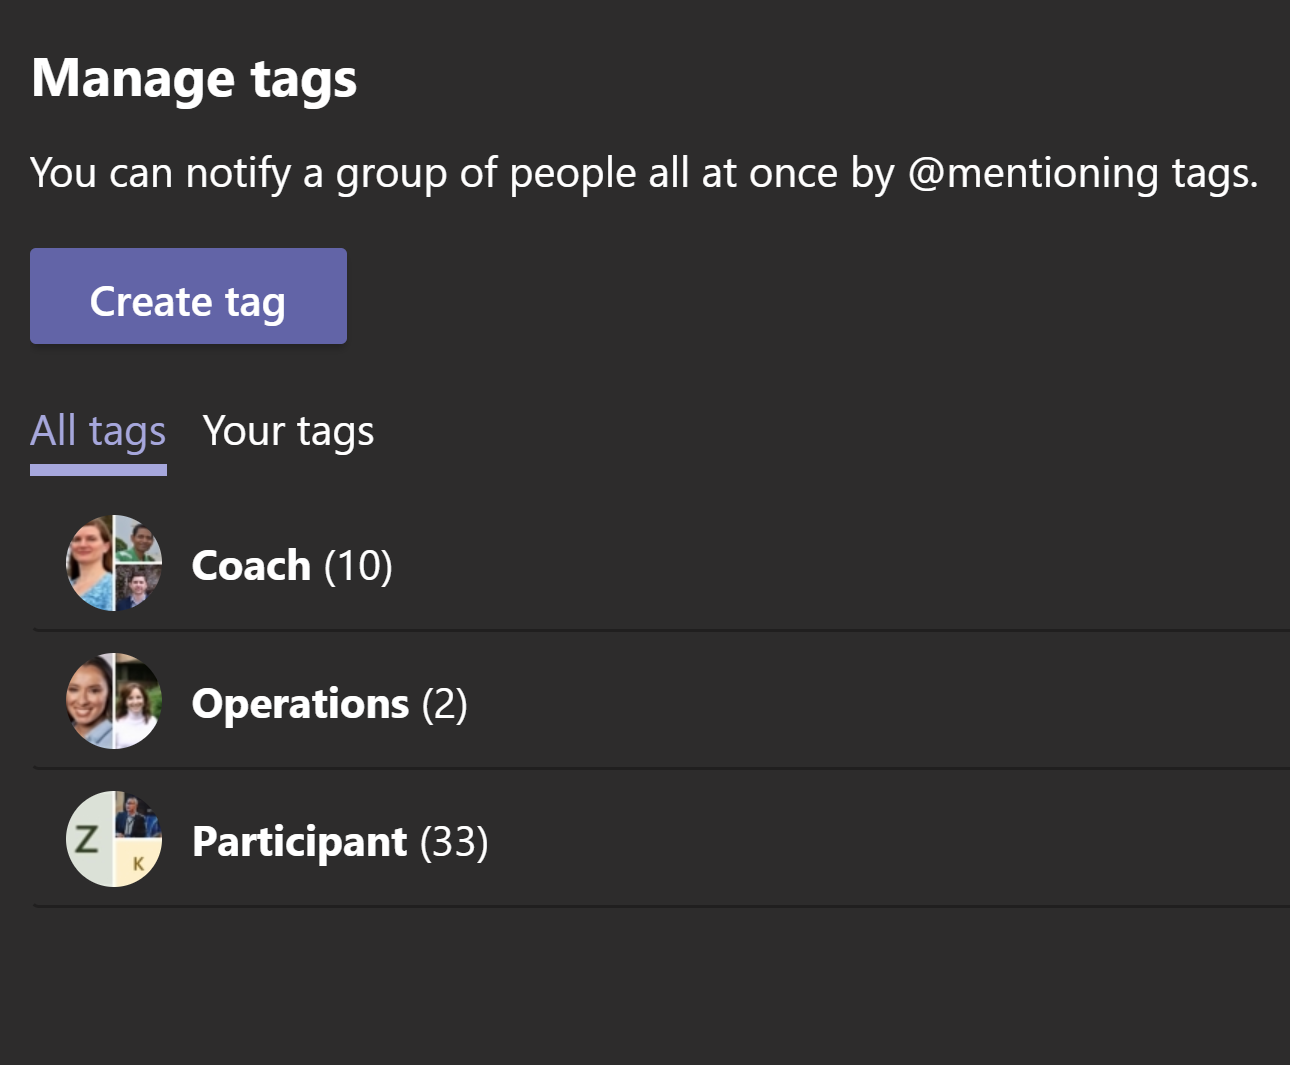 Manage tags
You can notify a group of people all at once by @mentioning tags.
Create tag
All tags Your tags
Coach (10)
Operations (2)
Z
Participant (33)
K